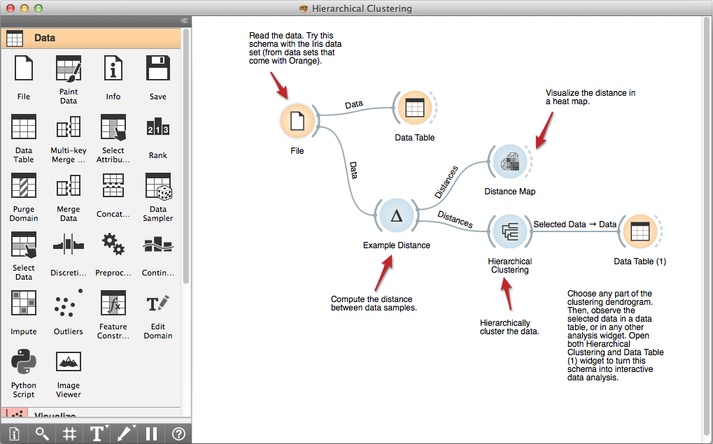 Hierarchical Clustering
Data
File
Paint
Data
Info
Save
Data
Table
Multi-key
Merge ...
Select
Attribu...
Rank
Purge
Domain
Merge
Data
Concat...
Data
Sampler
Select
Data
Discreti...
Preproc...
Contin...
Impute
Outliers
Feature
Constr...
Edit
Domain
Python
Script
Image
Viewer
Visualize
Read the data. Try this
schema with the Iris data
set (from data sets that
come with Orange).
File
Data
Data Table
Data
Example Distance
Compute the distance
between data samples.
Distances
Distance Map
Visualize the distance in
a heat map.
Distances
Hierarchical
Clustering
Hierarchically
cluster the data.
Selected Data → Data
Data Table (1)
Choose any part of the
clustering dendrogram.
Then, observe the
selected data in a data
table, or in any other
analysis widget. Open
both Hierarchical
Clustering and Data Table
(1) widget to turn this
schema into interactive
data analysis.